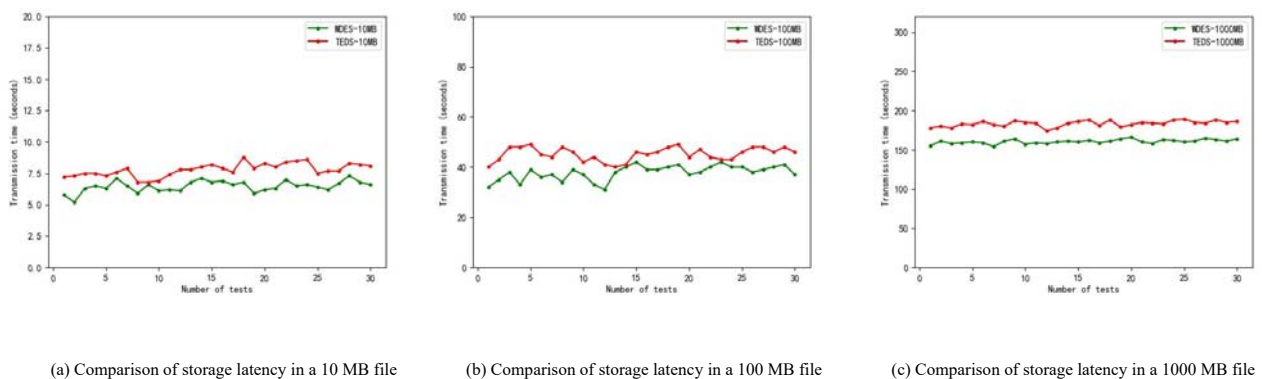 20.0
17.5
15.0
12.5
10.0
7.5
5.0
2.5
0.0
Transmission time (seconds)
0 5 10 15 20 25 30
Number of tests
MDES-10MB
TEDS-10MB
100
80
60
40
20
0
Transmission time (seconds)
0 5 10 15 20 25 30
Number of tests
MDES-100MB
TEDS-100MB
300
250
200
150
100
50
0
Transmission time (seconds)
0 5 10 15 20 25 30
Number of tests
MDES-1000MB
TEDS-1000MB
(a) Comparison of storage latency in a 10 MB file
(b) Comparison of storage latency in a 100 MB file
(c) Comparison of storage latency in a 1000 MB file